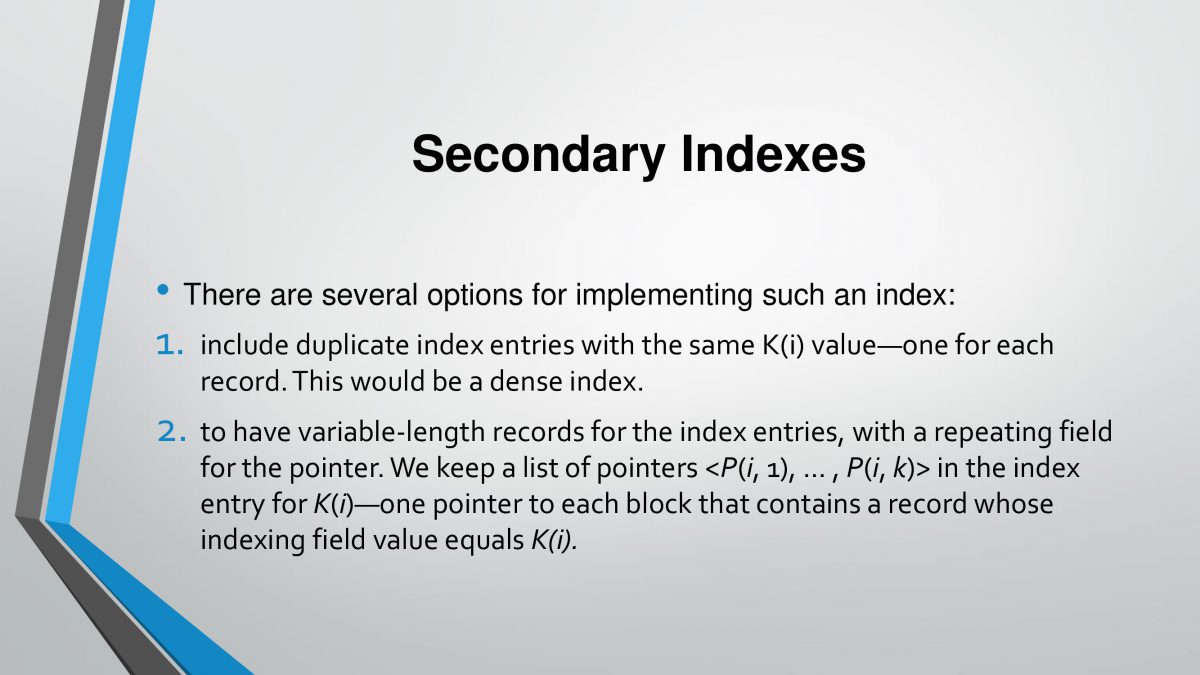 Secondary Indexes
• There are several options for implementing such an index:
1. include duplicate index entries with the same K(i) value—one for each
record. This would be a dense index.
2. to have variable-length records for the index entries, with a repeating field
for the pointer. We keep a list of pointers <P(i, 1), ... , P(i, k)> in the index
entry for K(i)—one pointer to each block that contains a record whose
indexing field value equals K(i).